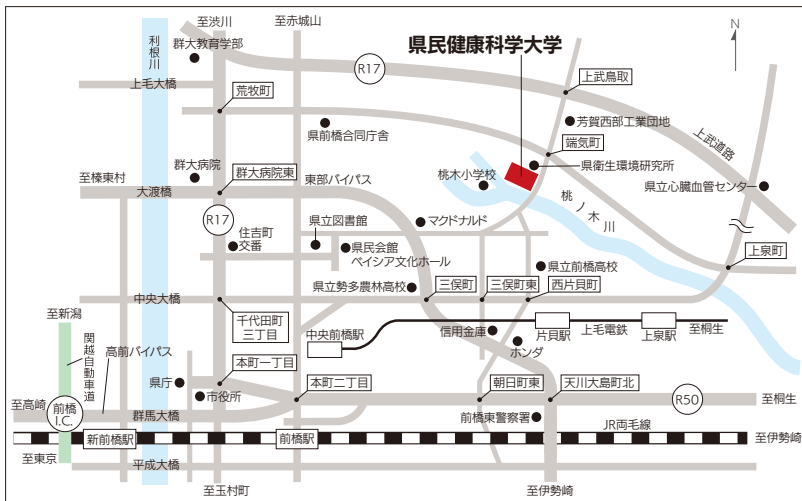 至渋川
至赤城山
N
利根川
群大教育学部
県民健康科学大学
R17
上毛大橋
上武鳥取
荒牧町
芳賀西部工業団地
県前橋合同庁舎
端気町
上武道路
至榛東村
群大病院
群大病院東
東部バイパス
桃木小学校
県衛生環境研究所
県立心臓血管センター
大渡橋
桃ノ木川
R17
住吉町
交番
県立図書館
マクドナルド
県民会館
ベイシア文化ホール
上泉町
県立前橋高校
県立勢多農林高校
三俣町
三俣町東
西片貝町
中央大橋
至新潟
千代田町
三丁目
中央前橋駅
信用金庫
片貝駅
上毛電鉄
上泉駅
至桐生
関越自動車道
高前バイパス
ホンダ
本町一丁目
県庁
市役所
本町二丁目
朝日町東
天川大島町北
至高崎
前橋
I.C.
群馬大橋
R50
至桐生
前橋東警察署
JR両毛線
新前橋駅
前橋駅
至伊勢崎
至東京
平成大橋
至玉村町
至伊勢崎